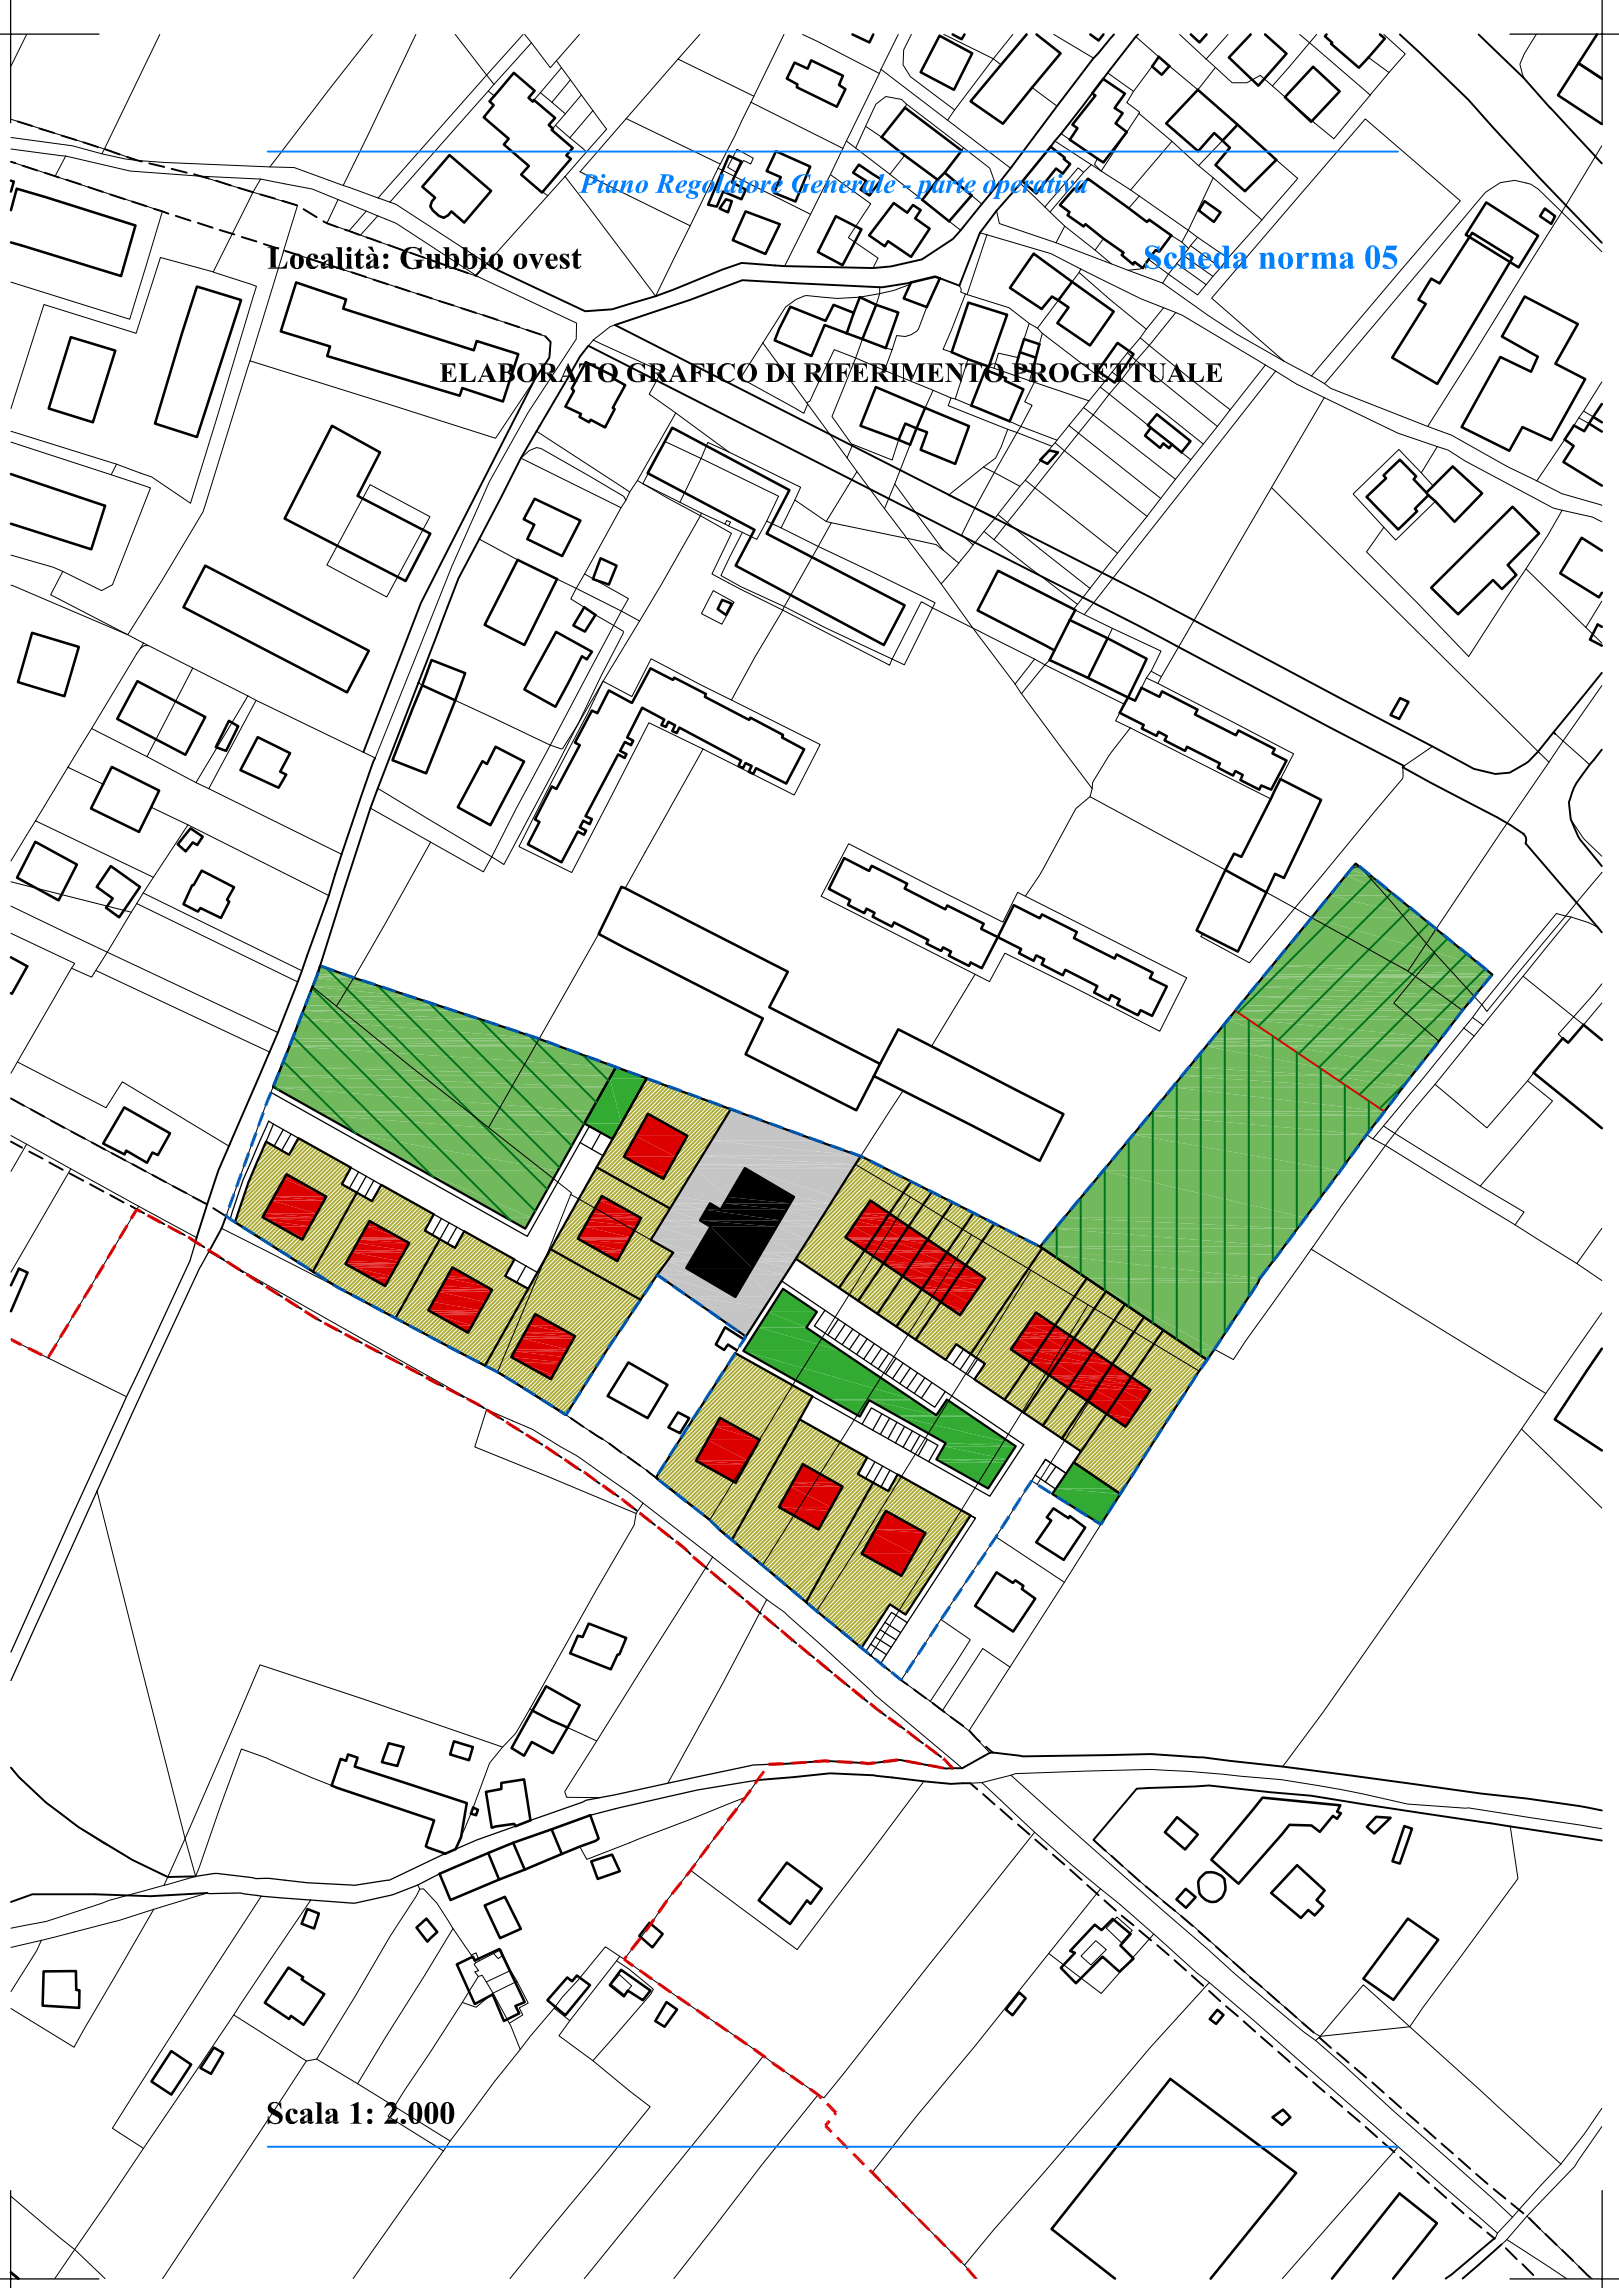 Piano Regolatore Generale - parte operativa
Località: Gubbio ovest
Scheda norma 05
ELABORATO GRAFICO DI RIFERIMENTO PROGETTUALE
Scala 1: 2.000